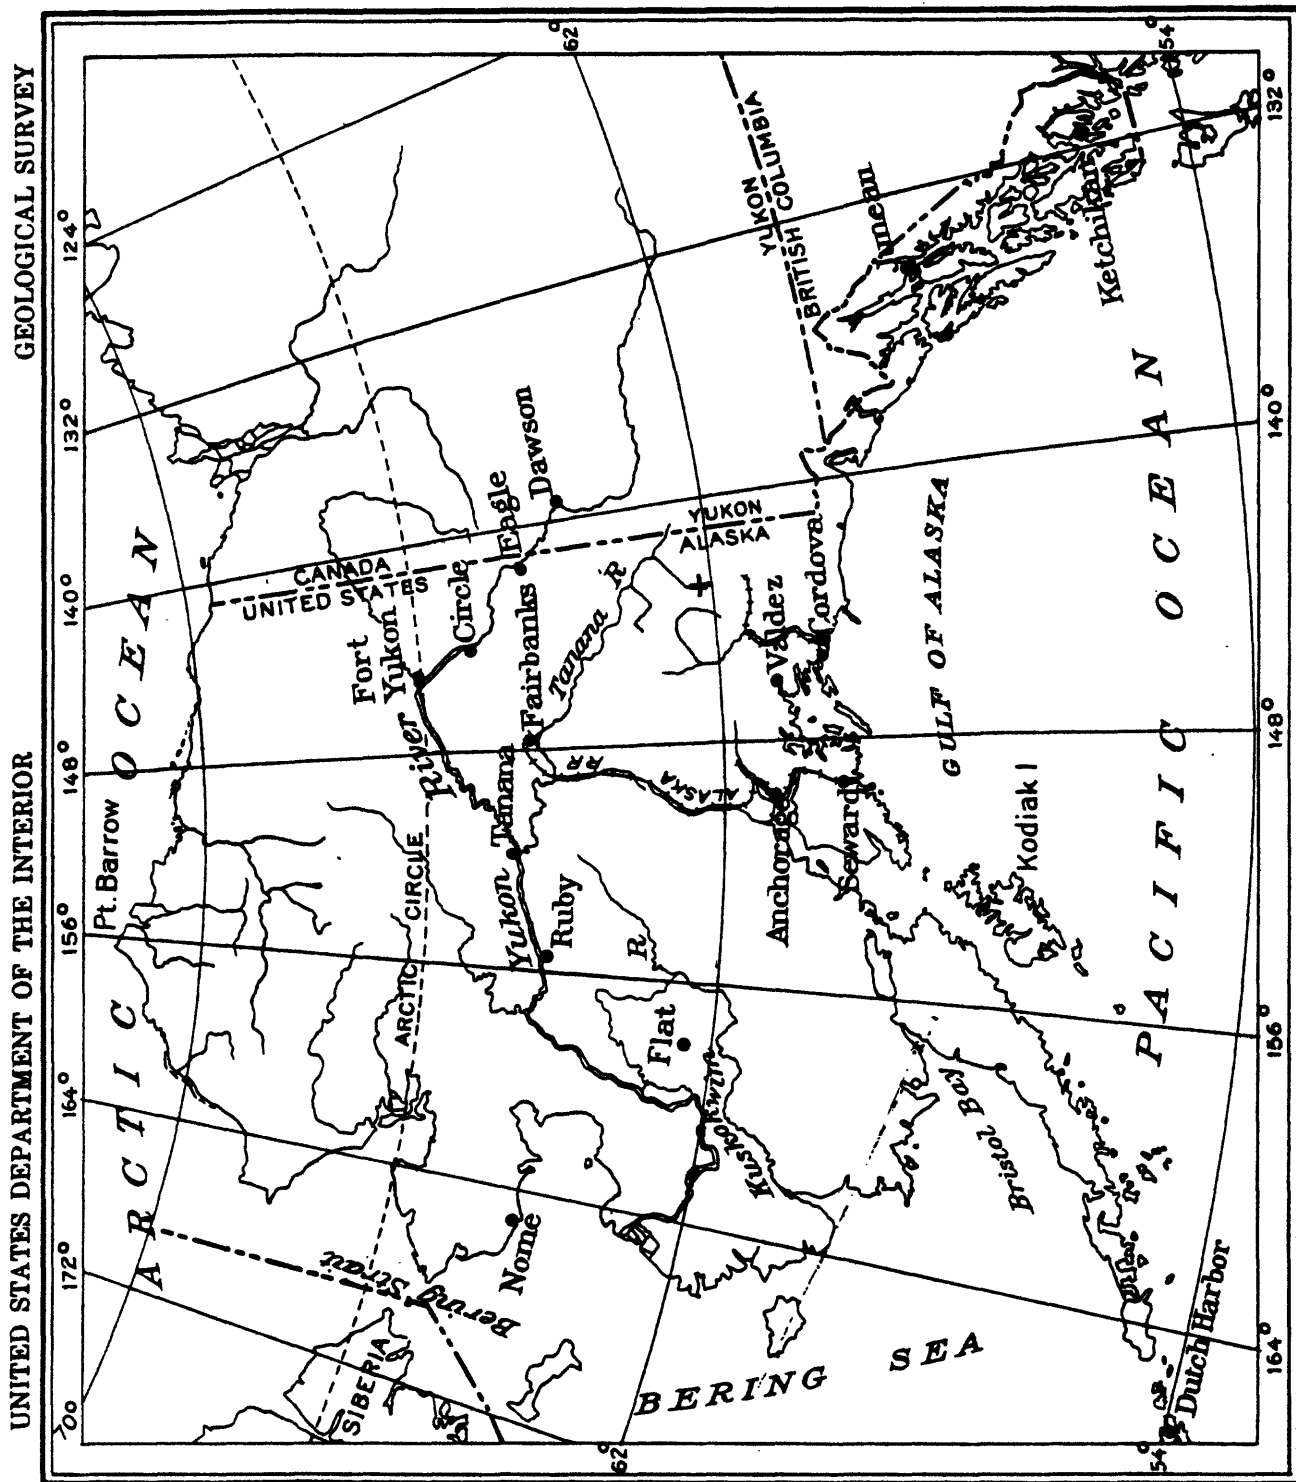 UNITED STATES DEPARTMENT OF THE INTERIOR
GEOLOGICAL SURVEY
172°
164°
156°
148°
140°
132°
124°
ARCTIC OCEAN
Pt. Barrow
SIBERIA
Bering Strait
ARCTIC CIRCLE
CANADA
UNITED STATES
Fort
Yukon
Circle
Eagle
Dawson
Yukon
River
Tanana
Fairbanks
Tanana R
Ruby
Nome
Flat
Kuskokwim
R
ALASKA
RR
YUKON
ALASKA
YUKON
BRITISH COLUMBIA
Anchorage
Seward
Valdez
Cordova
Juneau
Ketchikan
62°
62°
BERING SEA
Bristol Bay
Kodiak I
GULF OF ALASKA
PACIFIC OCEAN
Dutch Harbor
54°
54°
164°
156°
148°
140°
132°